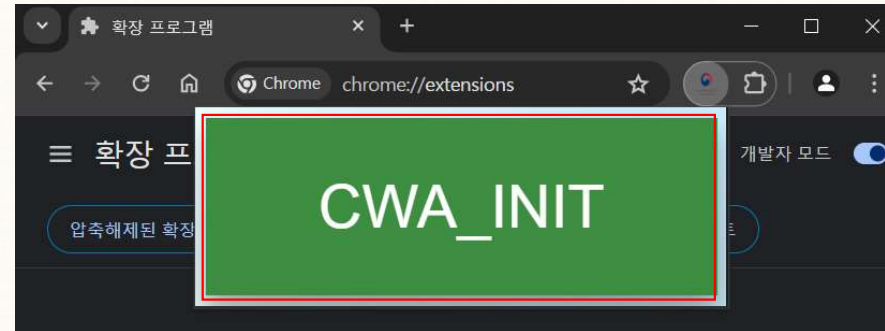 확장 프로그램
Chrome chrome://extensions
확장 프
개발자 모드
CWA_INIT
압축해제된 확장
트